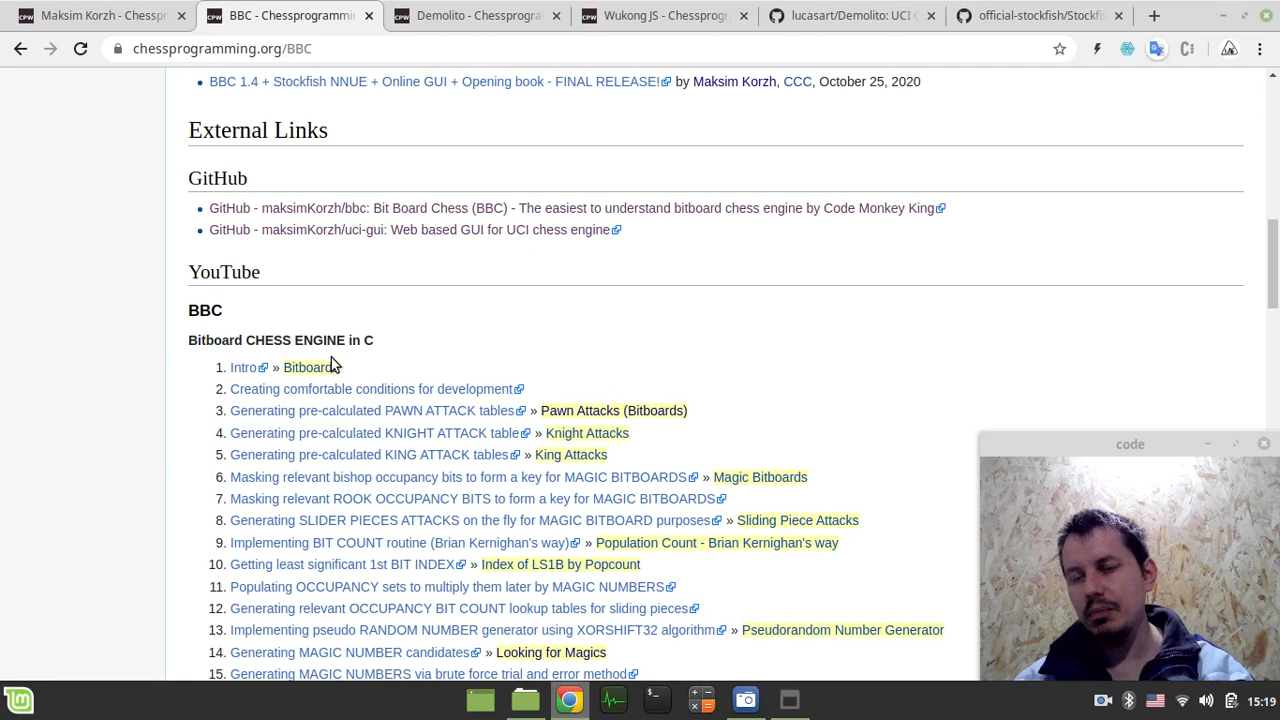 Maksim Korzh - Chesspr
BBC - Chessprogrammin
Demolito - Chessprogra
Wukong JS - Chessprogr
lucasart/Demolito: UCI C
official-stockfish/Stockfis
chessprogramming.org/BBC
BBC 1.4 + Stockfish NNUE + Online GUI + Opening book - FINAL RELEASE! by Maksim Korzh, CCC, October 25, 2020
External Links
GitHub
GitHub - maksimKorzh/bbc: Bit Board Chess (BBC) - The easiest to understand bitboard chess engine by Code Monkey King
GitHub - maksimKorzh/uci-gui: Web based GUI for UCI chess engine
YouTube
BBC
Bitboard CHESS ENGINE in C
1. Intro » Bitboard
2. Creating comfortable conditions for development
3. Generating pre-calculated PAWN ATTACK tables » Pawn Attacks (Bitboards)
4. Generating pre-calculated KNIGHT ATTACK table » Knight Attacks
5. Generating pre-calculated KING ATTACK tables » King Attacks
6. Masking relevant bishop occupancy bits to form a key for MAGIC BITBOARDS » Magic Bitboards
7. Masking relevant ROOK OCCUPANCY BITS to form a key for MAGIC BITBOARDS
8. Generating SLIDER PIECES ATTACKS on the fly for MAGIC BITBOARD purposes » Sliding Piece Attacks
9. Implementing BIT COUNT routine (Brian Kernighan's way) » Population Count - Brian Kernighan's way
10. Getting least significant 1st BIT INDEX » Index of LS1B by Popcount
11. Populating OCCUPANCY sets to multiply them later by MAGIC NUMBERS
12. Generating relevant OCCUPANCY BIT COUNT lookup tables for sliding pieces
13. Implementing pseudo RANDOM NUMBER generator using XORSHIFT32 algorithm » Pseudorandom Number Generator
14. Generating MAGIC NUMBER candidates » Looking for Magics
15. Generating MAGIC NUMBERS via brute force trial and error method
code
15:19